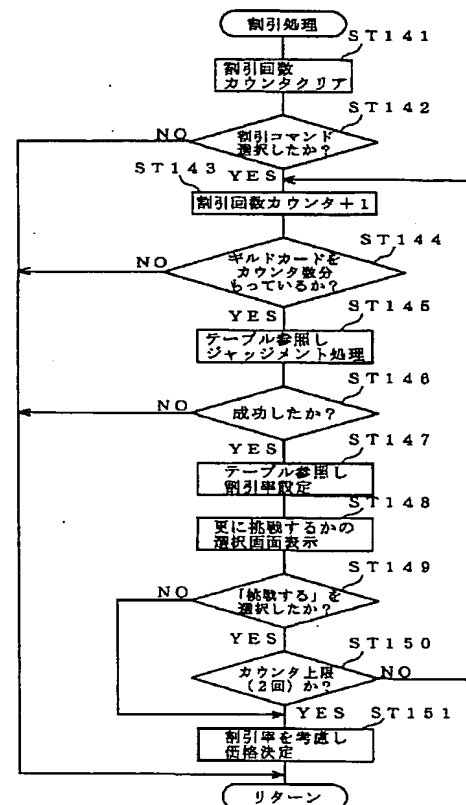 割引処理
ST141
割引回数
カウンタクリア
ST142
割引コマンド
選択したか?
NO
YES
ST143
割引回数カウンタ+1
ST144
ギルドカードを
カウンタ数分
もっているか?
NO
YES
ST145
テーブル参照し
ジャッジメント処理
ST146
成功したか?
NO
YES
ST147
テーブル参照し
割引率設定
ST148
更に挑戦するかの
選択画面表示
ST149
「挑戦する」を
選択したか?
NO
YES
ST150
カウンタ上限
(2回)か?
NO
YES
ST151
割引率を考慮し
価格決定
リターン